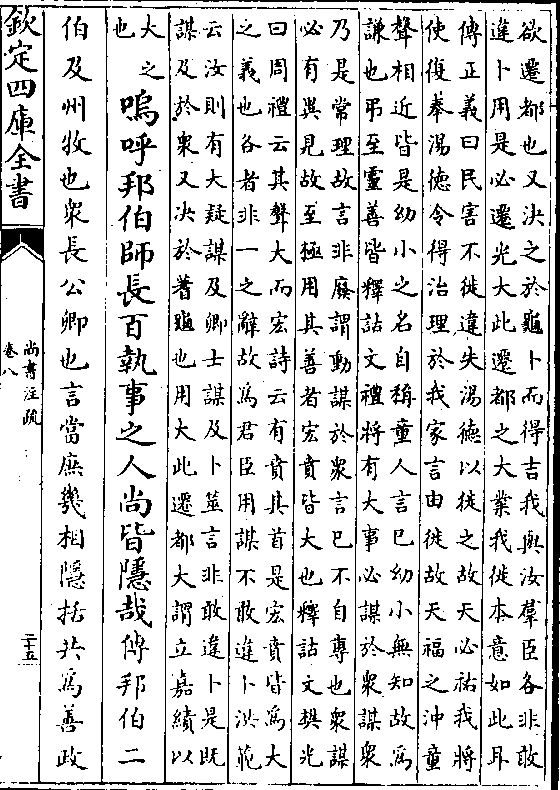 欲遷都也又決之於龜卜而得吉我與汝羣臣各非敢
違卜用是必遷光大此遷都之大業我徙本意如此耳
傳正義曰民害不徙違失湯德以徙之故天必祐我將
使復奉湯德令得治理於我家言由徙故天福之沖童
聲相近皆是幼小之名自稱童人言已幼小無知故為
謙也弔至靈善皆釋詁文禮將有大事必謀於衆謀衆
乃是常理故言非廢謂動謀於衆言已不自專也衆謀
必有異見故至極用其善者宏賁皆大也釋詁文樊光
曰周禮云其聲大而宏詩云有賁其首是宏賁皆為大
之義也各者非一之辭故為君臣用謀不敢違卜洪範
云汝則有大疑謀及卿士謀及卜筮言非敢違卜是既
謀及於衆又決於蓍龜也用大此遷都大謂立嘉績以
大之
也
嗚呼邦伯師長百執事之人尚皆隱哉傳邦伯二
伯及州牧也衆長公卿也言當庶幾相隱括共為善政
欽定四庫全書
尚書注疏
卷八
二十五